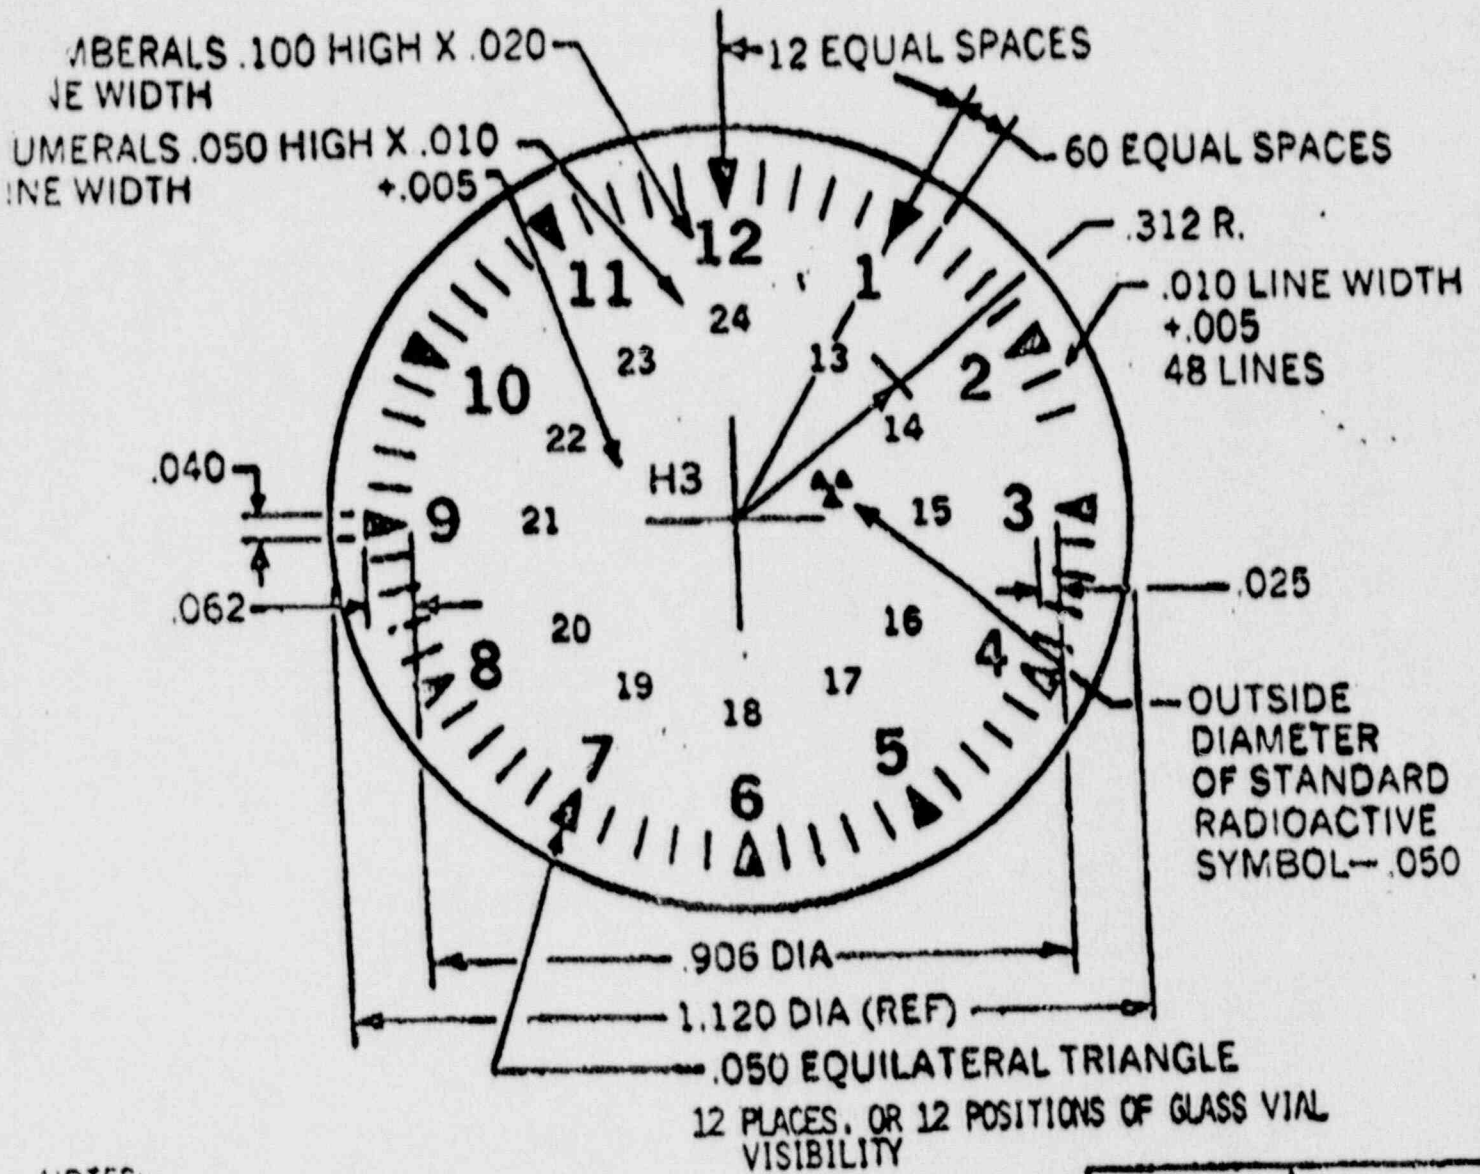 .100 HIGH X .020
WIDTH
UMERALS .050 HIGH X .010
WIDTH +.005
12 EQUAL SPACES
60 EQUAL SPACES
.312 R.
.010 LINE WIDTH
+.005
48 LINES
12
1
2
3
4
5
6
7
8
9
10
11
24
13
14
15
16
17
18
19
20
21
22
23
H3
.040
.062
.025
OUTSIDE
DIAMETER
OF STANDARD
RADIOACTIVE
SYMBOL— .050
.906 DIA
1.120 DIA (REF)
.050 EQUILATERAL TRIANGLE
12 PLACES. OR 12 POSITIONS OF GLASS VIAL
VISIBILITY